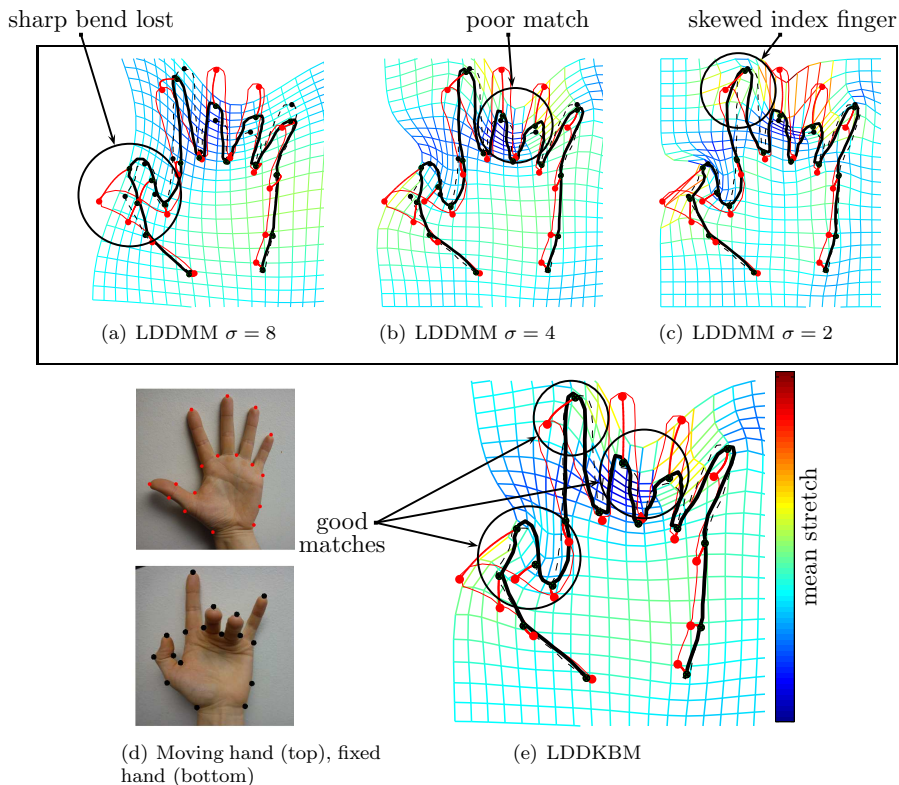 sharp bend lost
poor match
skewed index finger
(a) LDDMM σ = 8
(b) LDDMM σ = 4
(c) LDDMM σ = 2
good
matches
mean stretch
(d) Moving hand (top), fixed
hand (bottom)
(e) LDDKBM